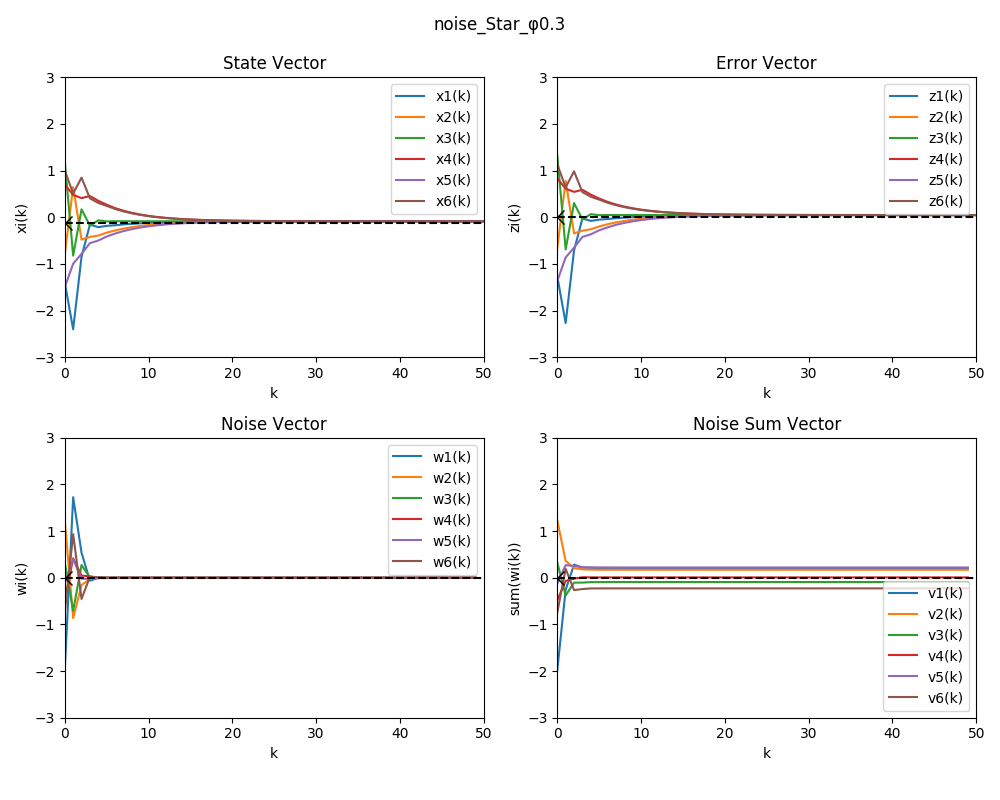 noise_Star_φ0.3
State Vector
3
2
1
0
−1
−2
−3
xi(k)
0 10 20 30 40 50
k
x1(k)
x2(k)
x3(k)
x4(k)
x5(k)
x6(k)
Error Vector
3
2
1
0
−1
−2
−3
zi(k)
0 10 20 30 40 50
k
z1(k)
z2(k)
z3(k)
z4(k)
z5(k)
z6(k)
Noise Vector
3
2
1
0
−1
−2
−3
wi(k)
0 10 20 30 40 50
k
w1(k)
w2(k)
w3(k)
w4(k)
w5(k)
w6(k)
Noise Sum Vector
3
2
1
0
−1
−2
−3
sum(wi(k))
0 10 20 30 40 50
k
v1(k)
v2(k)
v3(k)
v4(k)
v5(k)
v6(k)